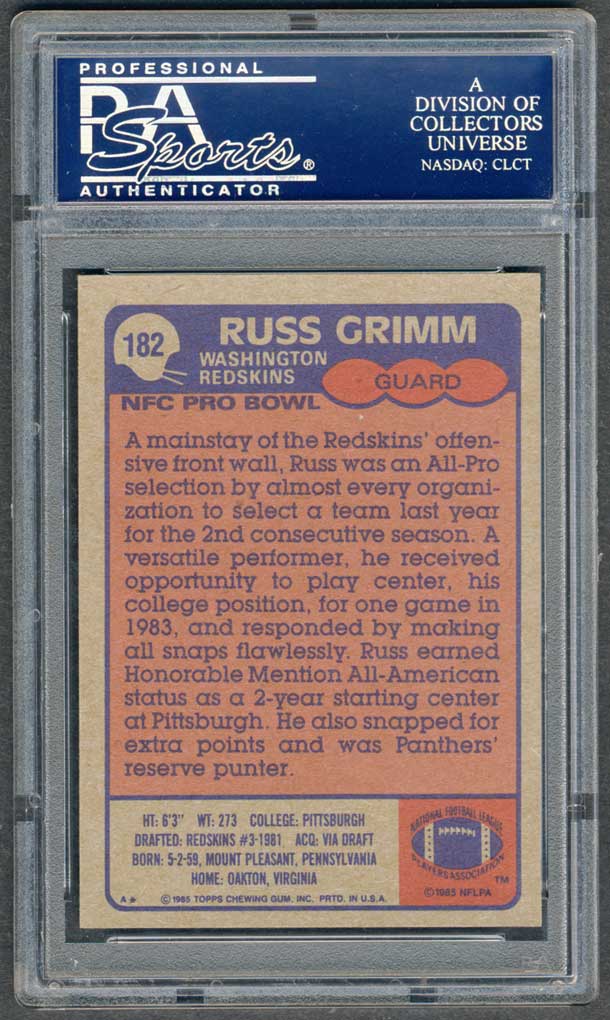 PROFESSIONAL
PSA
Sports®
AUTHENTICATOR
A
DIVISION OF
COLLECTORS
UNIVERSE
NASDAQ: CLCT
182
RUSS GRIMM
WASHINGTON
REDSKINS
GUARD
NFC PRO BOWL
A mainstay of the Redskins' offen-
sive front wall, Russ was an All-Pro
selection by almost every organi-
zation to select a team last year
for the 2nd consecutive season. A
versatile performer, he received
opportunity to play center, his
college position, for one game in
1983, and responded by making
all snaps flawlessly. Russ earned
Honorable Mention All-American
status as a 2-year starting center
at Pittsburgh. He also snapped for
extra points and was Panthers'
reserve punter.
HT: 6'3" WT: 273 COLLEGE: PITTSBURGH
DRAFTED: REDSKINS #3-1981 ACQ: VIA DRAFT
BORN: 5-2-59, MOUNT PLEASANT, PENNSYLVANIA
HOME: OAKTON, VIRGINIA
A★ ©1985 TOPPS CHEWING GUM, INC. PRTD. IN U.S.A.
NATIONAL FOOTBALL LEAGUE
PLAYERS ASSOCIATION
TM
©1985 NFLPA